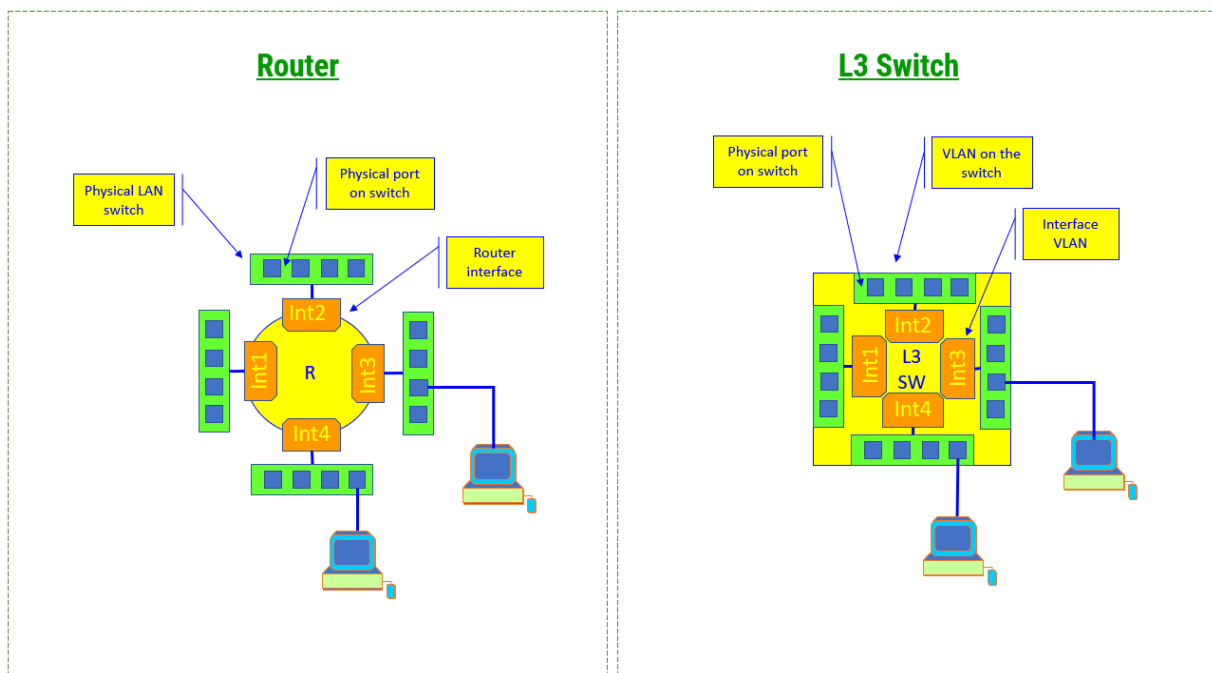 Router
Physical LAN
switch
Physical port
on switch
Router
interface
Int2
Int1
R
Int3
Int4
L3 Switch
Physical port
on switch
VLAN on the
switch
Interface
VLAN
Int2
Int1
L3
SW
Int3
Int4